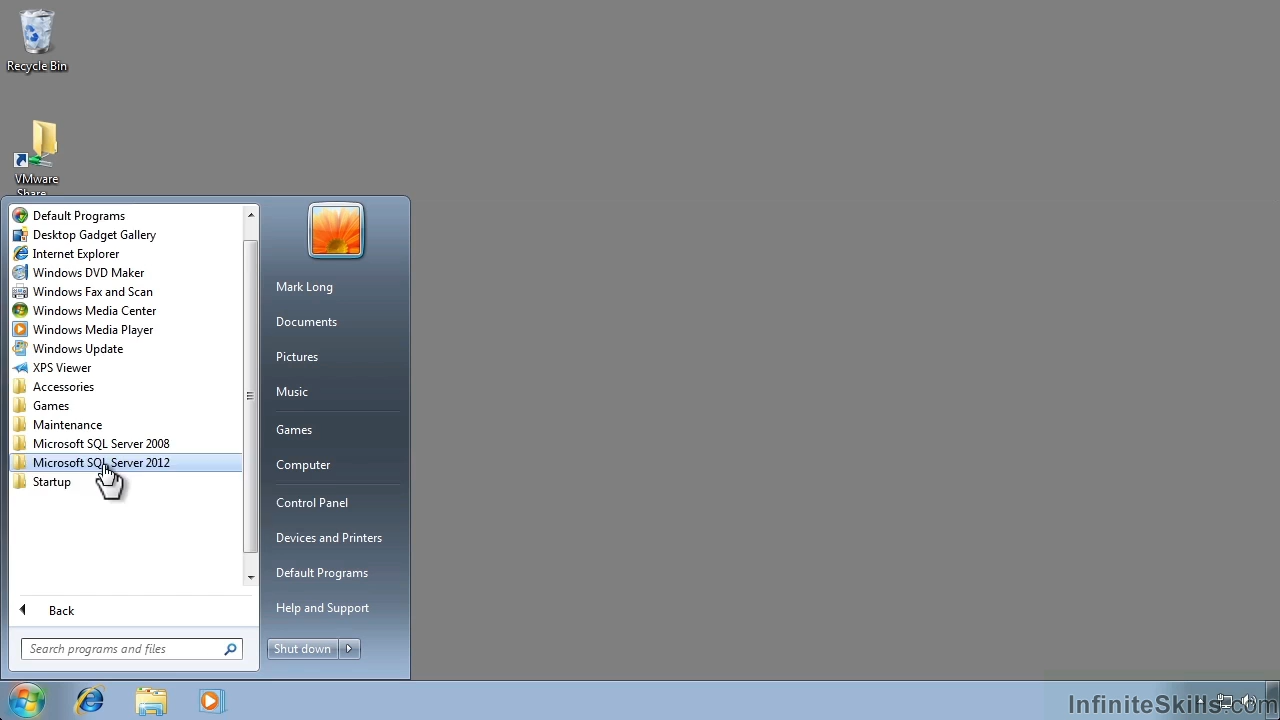 Recycle Bin
VMware
Share
Default Programs
Desktop Gadget Gallery
Internet Explorer
Windows DVD Maker
Windows Fax and Scan
Windows Media Center
Windows Media Player
Windows Update
XPS Viewer
Accessories
Games
Maintenance
Microsoft SQL Server 2008
Microsoft SQL Server 2012
Startup
Back
Search programs and files
Mark Long
Documents
Pictures
Music
Games
Computer
Control Panel
Devices and Printers
Default Programs
Help and Support
Shut down
InfiniteSkills.com